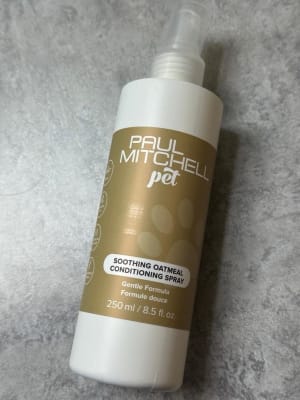 PAUL
MITCHELL
pet
SOOTHING OATMEAL
CONDITIONING SPRAY
Gentle Formula
Formule douce
250 ml / 8.5 fl. oz.